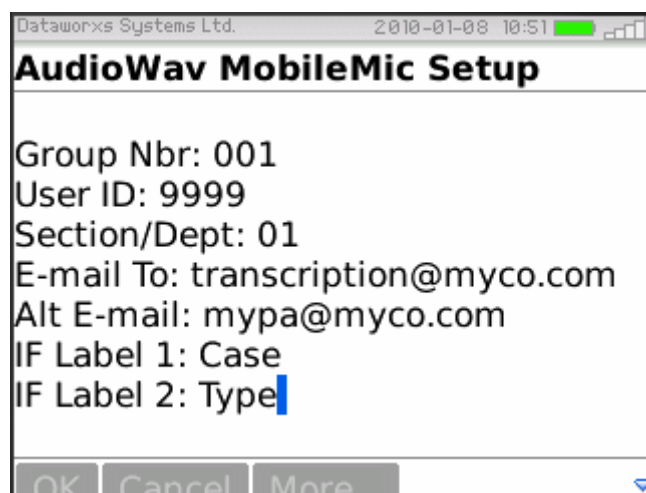 Dataworxs Systems Ltd. 2010-01-08 10:51
AudioWav MobileMic Setup
Group Nbr: 001
User ID: 9999
Section/Dept: 01
E-mail To: transcription@myco.com
Alt E-mail: mypa@myco.com
IF Label 1: Case
IF Label 2: Type
OK Cancel More...